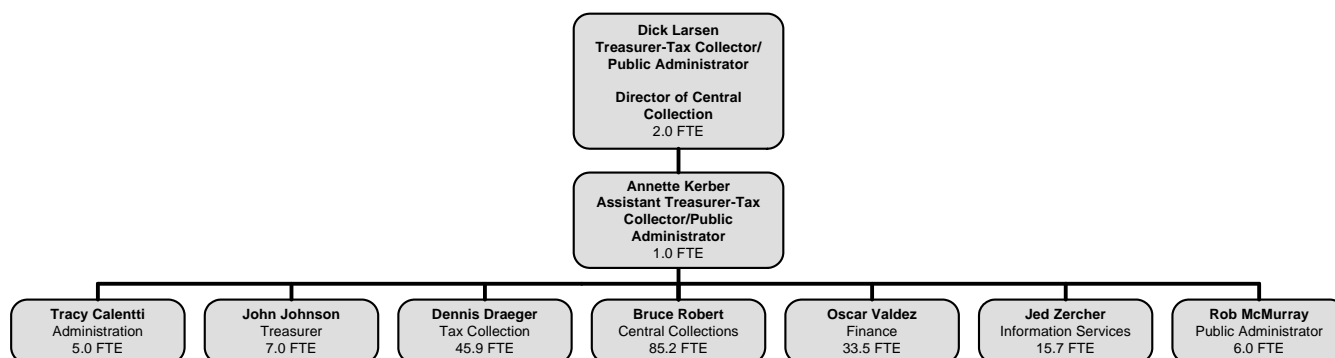 Dick Larsen
Treasurer-Tax Collector/
Public Administrator
Director of Central
Collection
2.0 FTE
Annette Kerber
Assistant Treasurer-Tax
Collector/Public
Administrator
1.0 FTE
Tracy Calentti
Administration
5.0 FTE
John Johnson
Treasurer
7.0 FTE
Dennis Draeger
Tax Collection
45.9 FTE
Bruce Robert
Central Collections
85.2 FTE
Oscar Valdez
Finance
33.5 FTE
Jed Zercher
Information Services
15.7 FTE
Rob McMurray
Public Administrator
6.0 FTE